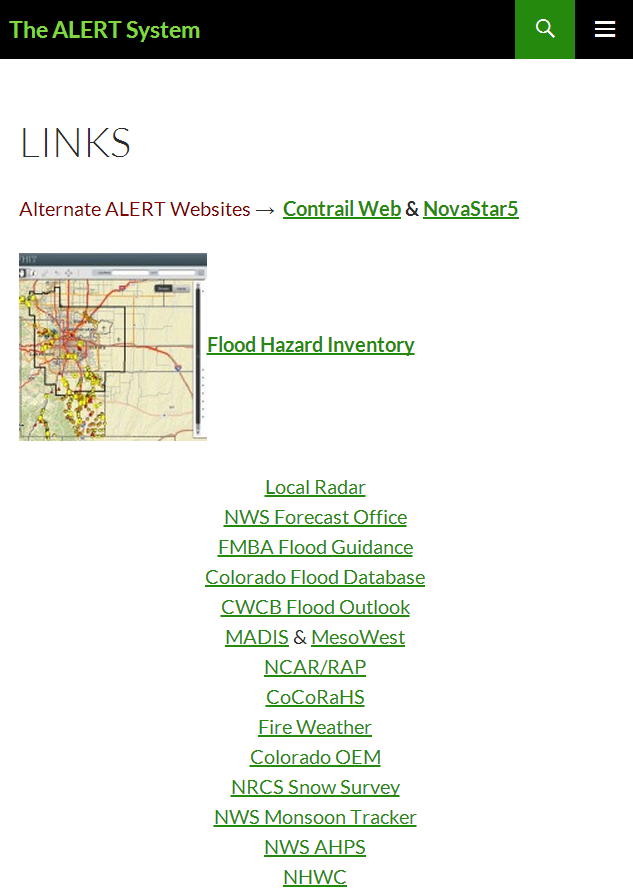 The ALERT System
LINKS
Alternate ALERT Websites → Contrail Web & NovaStar5
Flood Hazard Inventory
Local Radar
NWS Forecast Office
FMBA Flood Guidance
Colorado Flood Database
CWCB Flood Outlook
MADIS & MesoWest
NCAR/RAP
CoCoRaHS
Fire Weather
Colorado OEM
NRCS Snow Survey
NWS Monsoon Tracker
NWS AHPS
NHWC